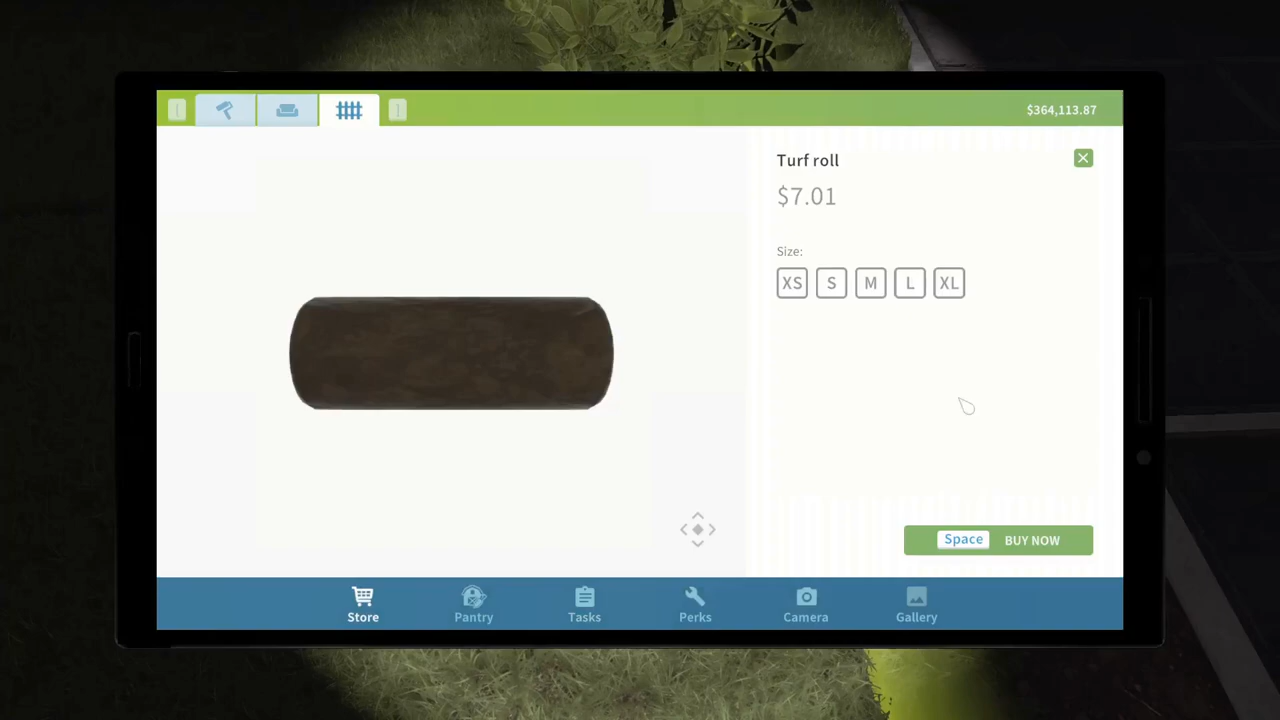 $364,113.87
Turf roll
$7.01
Size:
XS S M L XL
Space BUY NOW
Store Pantry Tasks Perks Camera Gallery